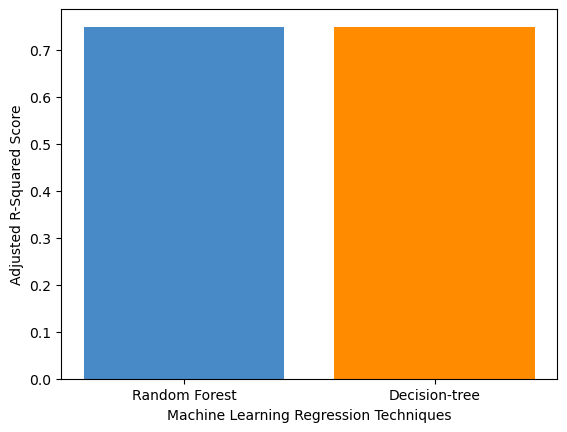 Adjusted R-Squared Score
0.7
0.6
0.5
0.4
0.3
0.2
0.1
0.0
Random Forest
Decision-tree
Machine Learning Regression Techniques